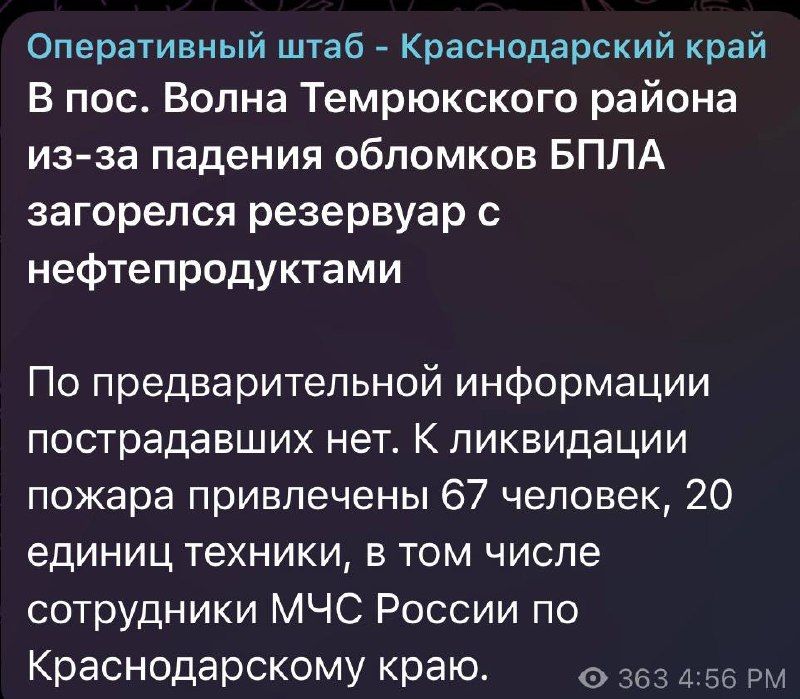 Оперативный штаб - Краснодарский край
В пос. Волна Темрюкского района
из-за падения обломков БПЛА
загорелся резервуар с
нефтепродуктами
По предварительной информации
пострадавших нет. К ликвидации
пожара привлечены 67 человек, 20
единиц техники, в том числе
сотрудники МЧС России по
Краснодарскому краю.
363 4:56 PM